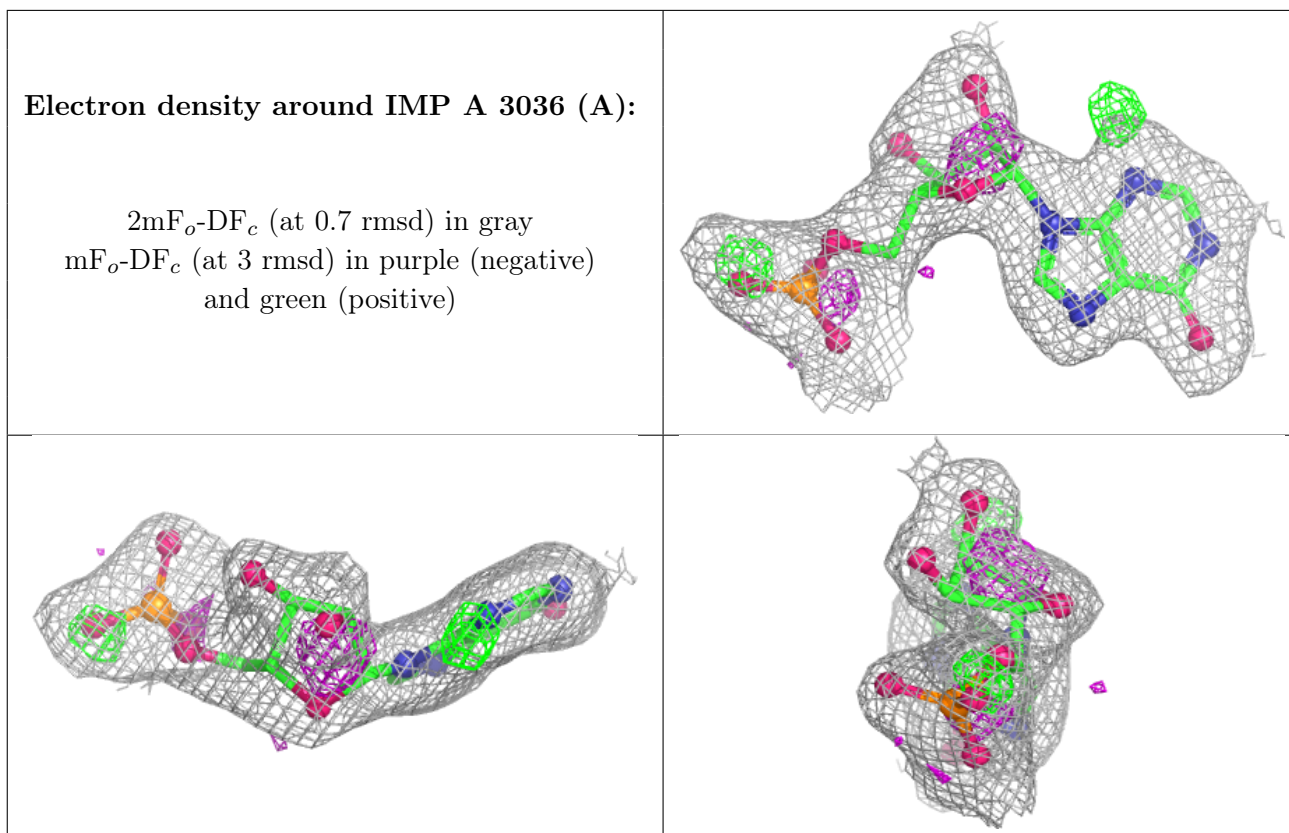 Electron density around IMP A 3036 (A):
2mFo-DFc (at 0.7 rmsd) in gray
mFo-DFc (at 3 rmsd) in purple (negative)
and green (positive)